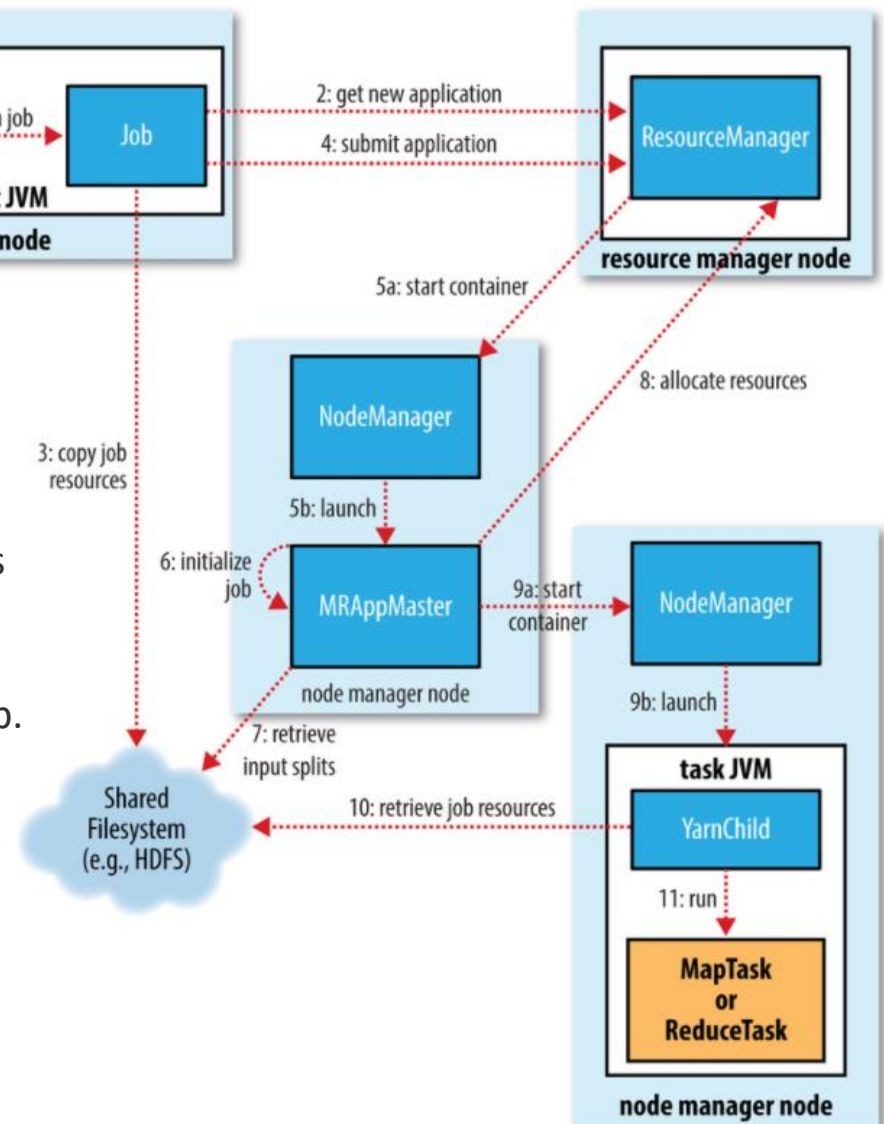 job
Job
JVM
node
2: get new application
4: submit application
ResourceManager
resource manager node
5a: start container
8: allocate resources
3: copy job
resources
NodeManager
5b: launch
6: initialize
job
MRAppMaster
node manager node
9a: start
container
NodeManager
9b: launch
7: retrieve
input splits
Shared
Filesystem
(e.g., HDFS)
10: retrieve job resources
task JVM
YarnChild
11: run
MapTask
or
ReduceTask
node manager node